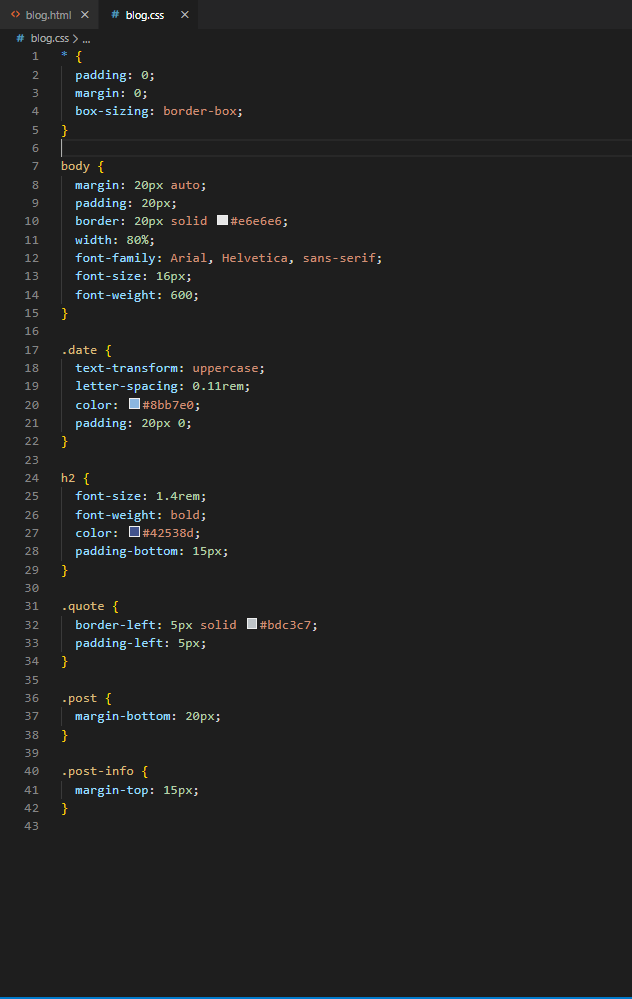 blog.html
blog.css
blog.css > ...
1 * {
2 padding: 0;
3 margin: 0;
4 box-sizing: border-box;
5 }
6
7 body {
8 margin: 20px auto;
9 padding: 20px;
10 border: 20px solid #e6e6e6;
11 width: 80%;
12 font-family: Arial, Helvetica, sans-serif;
13 font-size: 16px;
14 font-weight: 600;
15 }
16
17 .date {
18 text-transform: uppercase;
19 letter-spacing: 0.11rem;
20 color: #8bb7e0;
21 padding: 20px 0;
22 }
23
24 h2 {
25 font-size: 1.4rem;
26 font-weight: bold;
27 color: #42538d;
28 padding-bottom: 15px;
29 }
30
31 .quote {
32 border-left: 5px solid #bdc3c7;
33 padding-left: 5px;
34 }
35
36 .post {
37 margin-bottom: 20px;
38 }
39
40 .post-info {
41 margin-top: 15px;
42 }
43